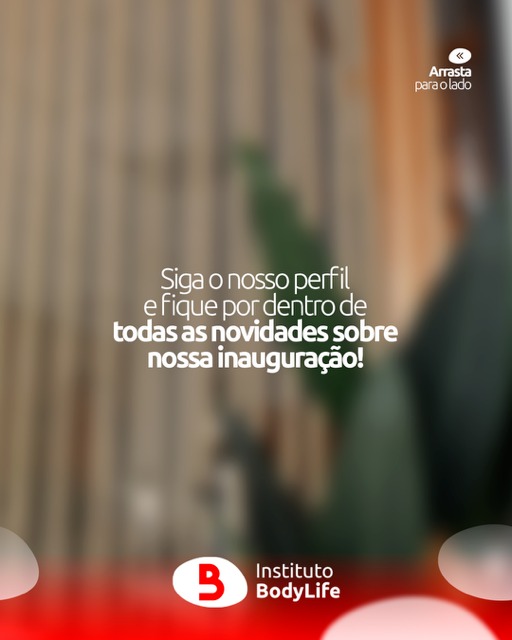 «
Arrasta
para o lado
Siga o nosso perfil
e fique por dentro de
todas as novidades sobre
nossa inauguração!
B
Instituto
BodyLife